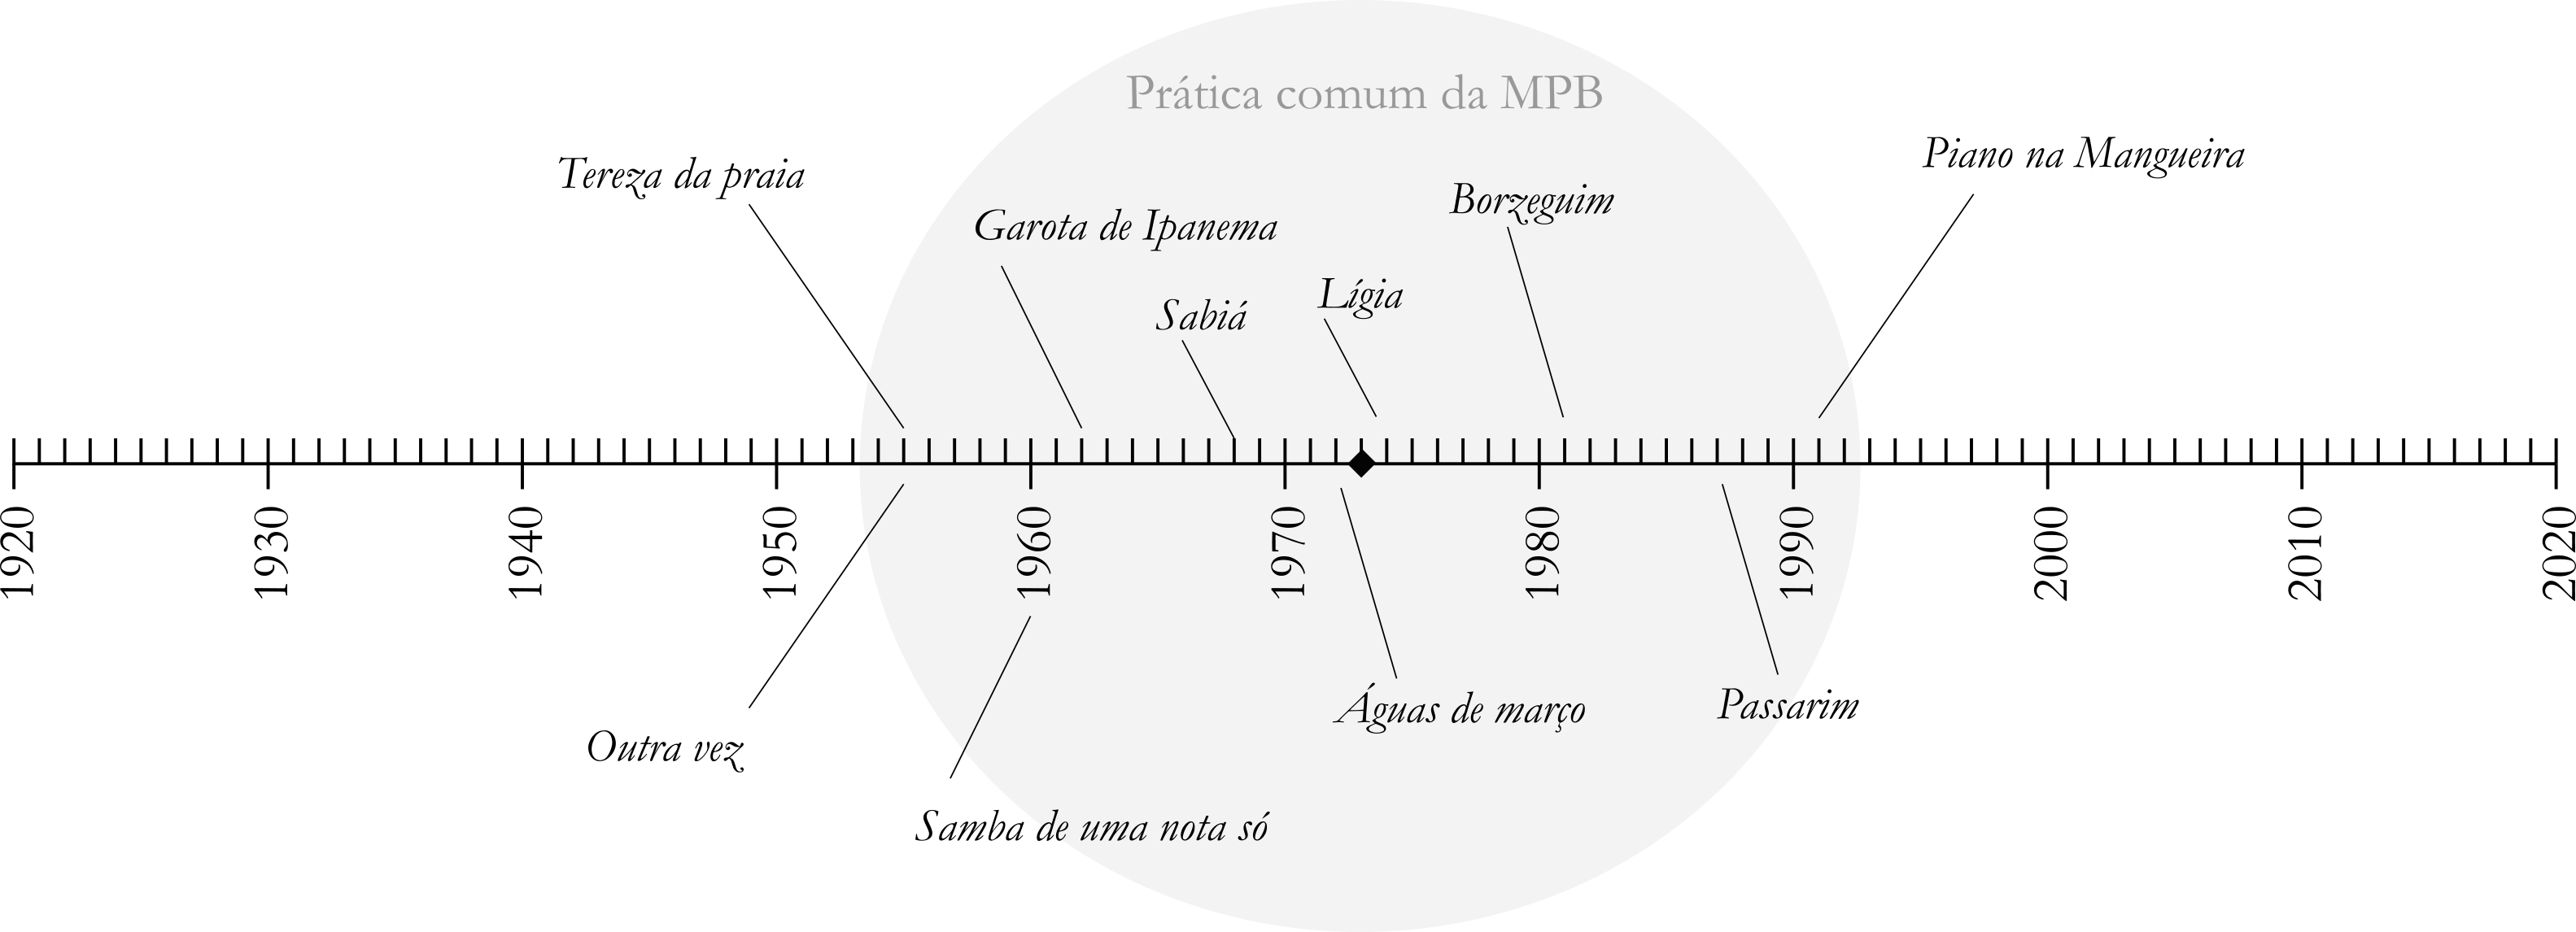 Prática comum da MPB
Piano na Mangueira
Tereza da praia
Borzeguim
Garota de Ipanema
Lígia
Sabiá
1920
1930
1940
1950
1960
1970
1980
1990
2000
2010
2020
Passarim
Águas de março
Outra vez
Samba de uma nota só